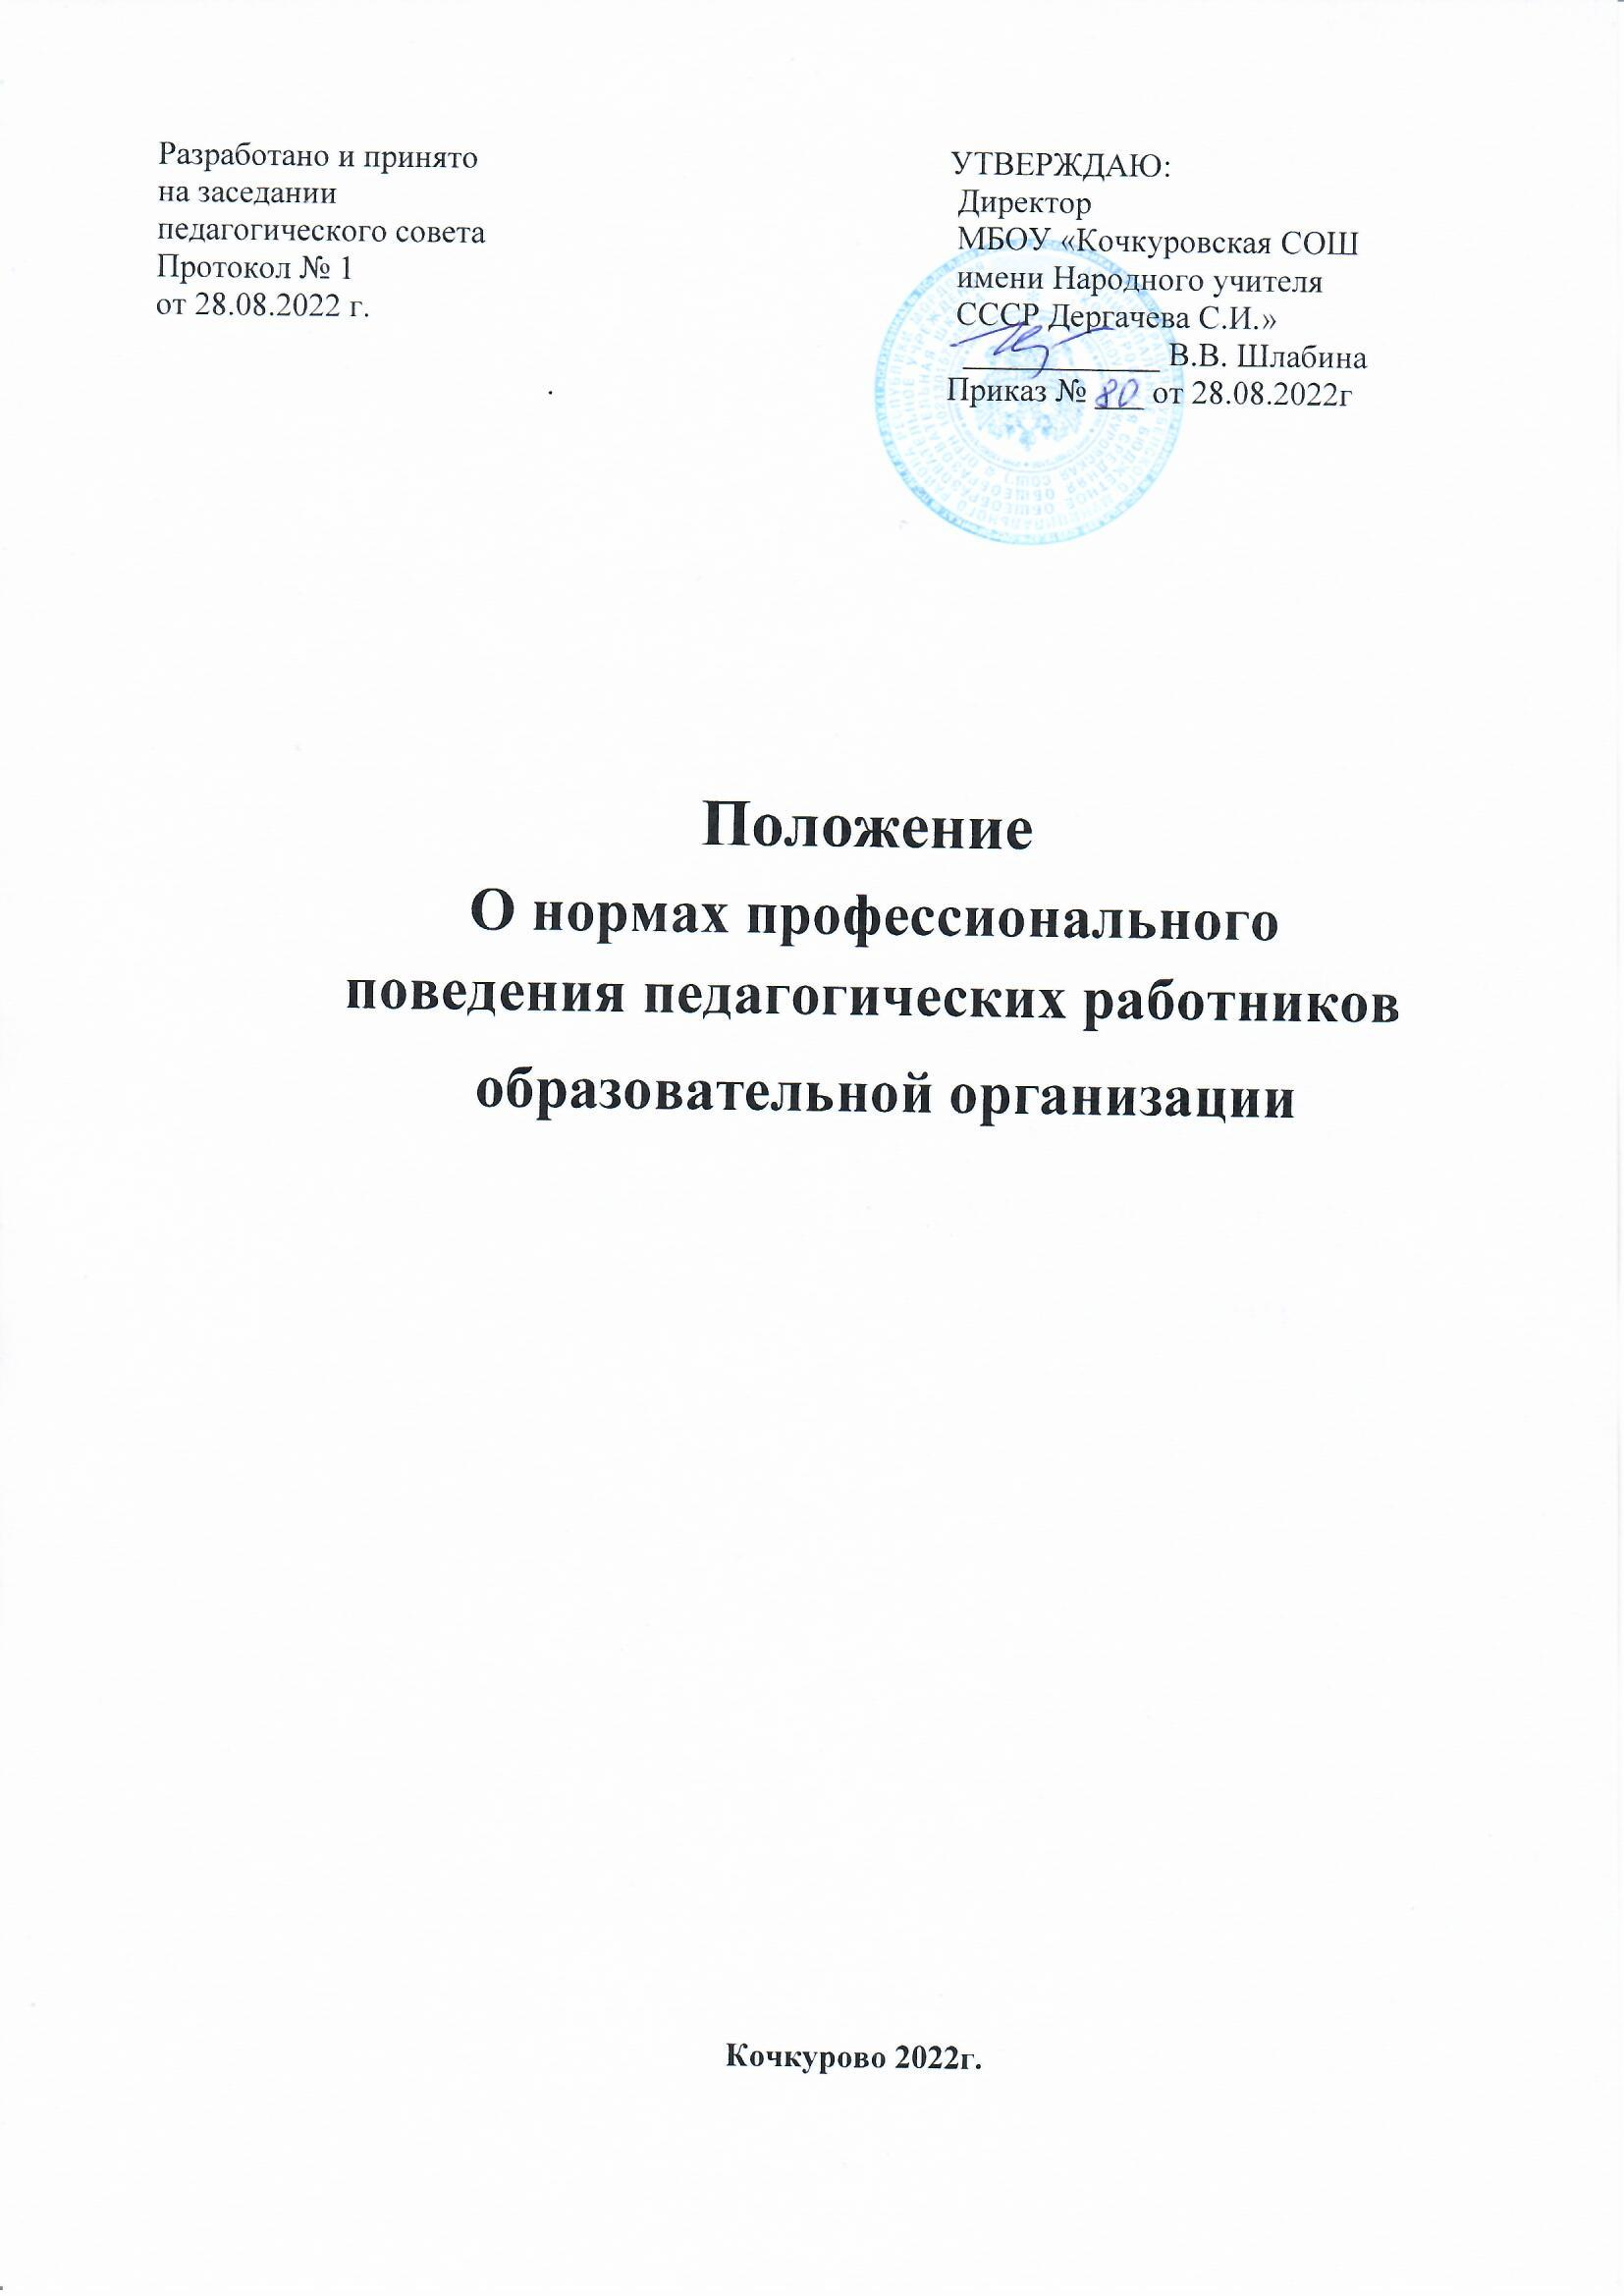 Разработано и принято
на заседании
педагогического совета
Протокол № 1
от 28.08.2022 г.
УТВЕРЖДАЮ:
Директор
МБОУ «Кочкуровская СОШ
имени Народного учителя
СССР Дергачева С.И.»
____________ В.В. Шлабина
Приказ № 80 от 28.08.2022г
Положение
О нормах профессионального
поведения педагогических работников
образовательной организации
Кочкурово 2022г.